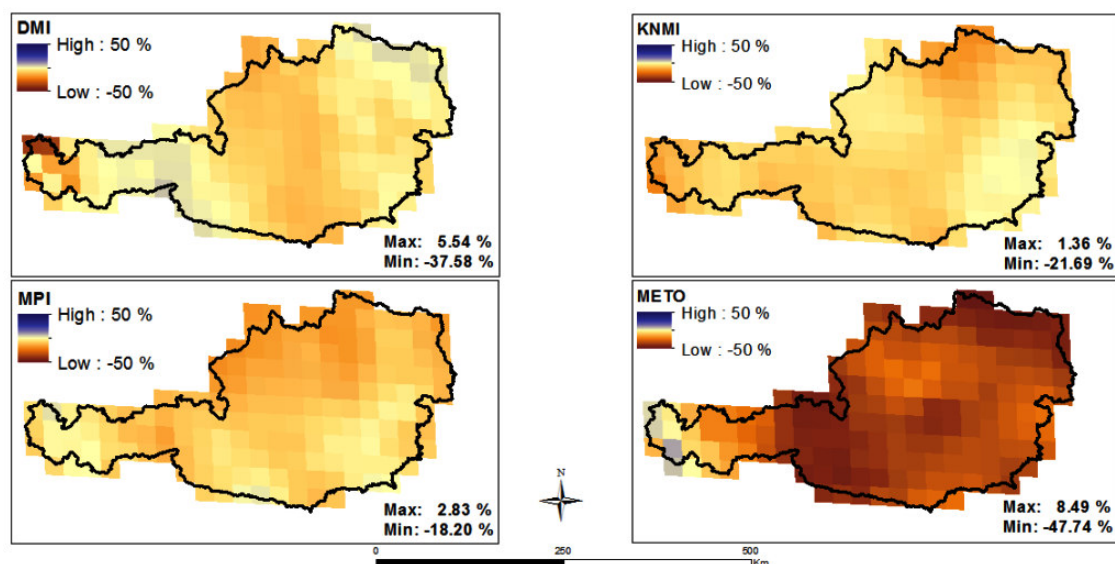 DMI
High : 50 %
Low : -50 %
Max: 5.54 %
Min: -37.58 %
KNMI
High : 50 %
Low : -50 %
Max: 1.36 %
Min: -21.69 %
MPI
High : 50 %
Low : -50 %
Max: 2.83 %
Min: -18.20 %
METO
High : 50 %
Low : -50 %
Max: 8.49 %
Min: -47.74 %
N
0 250 500
Km